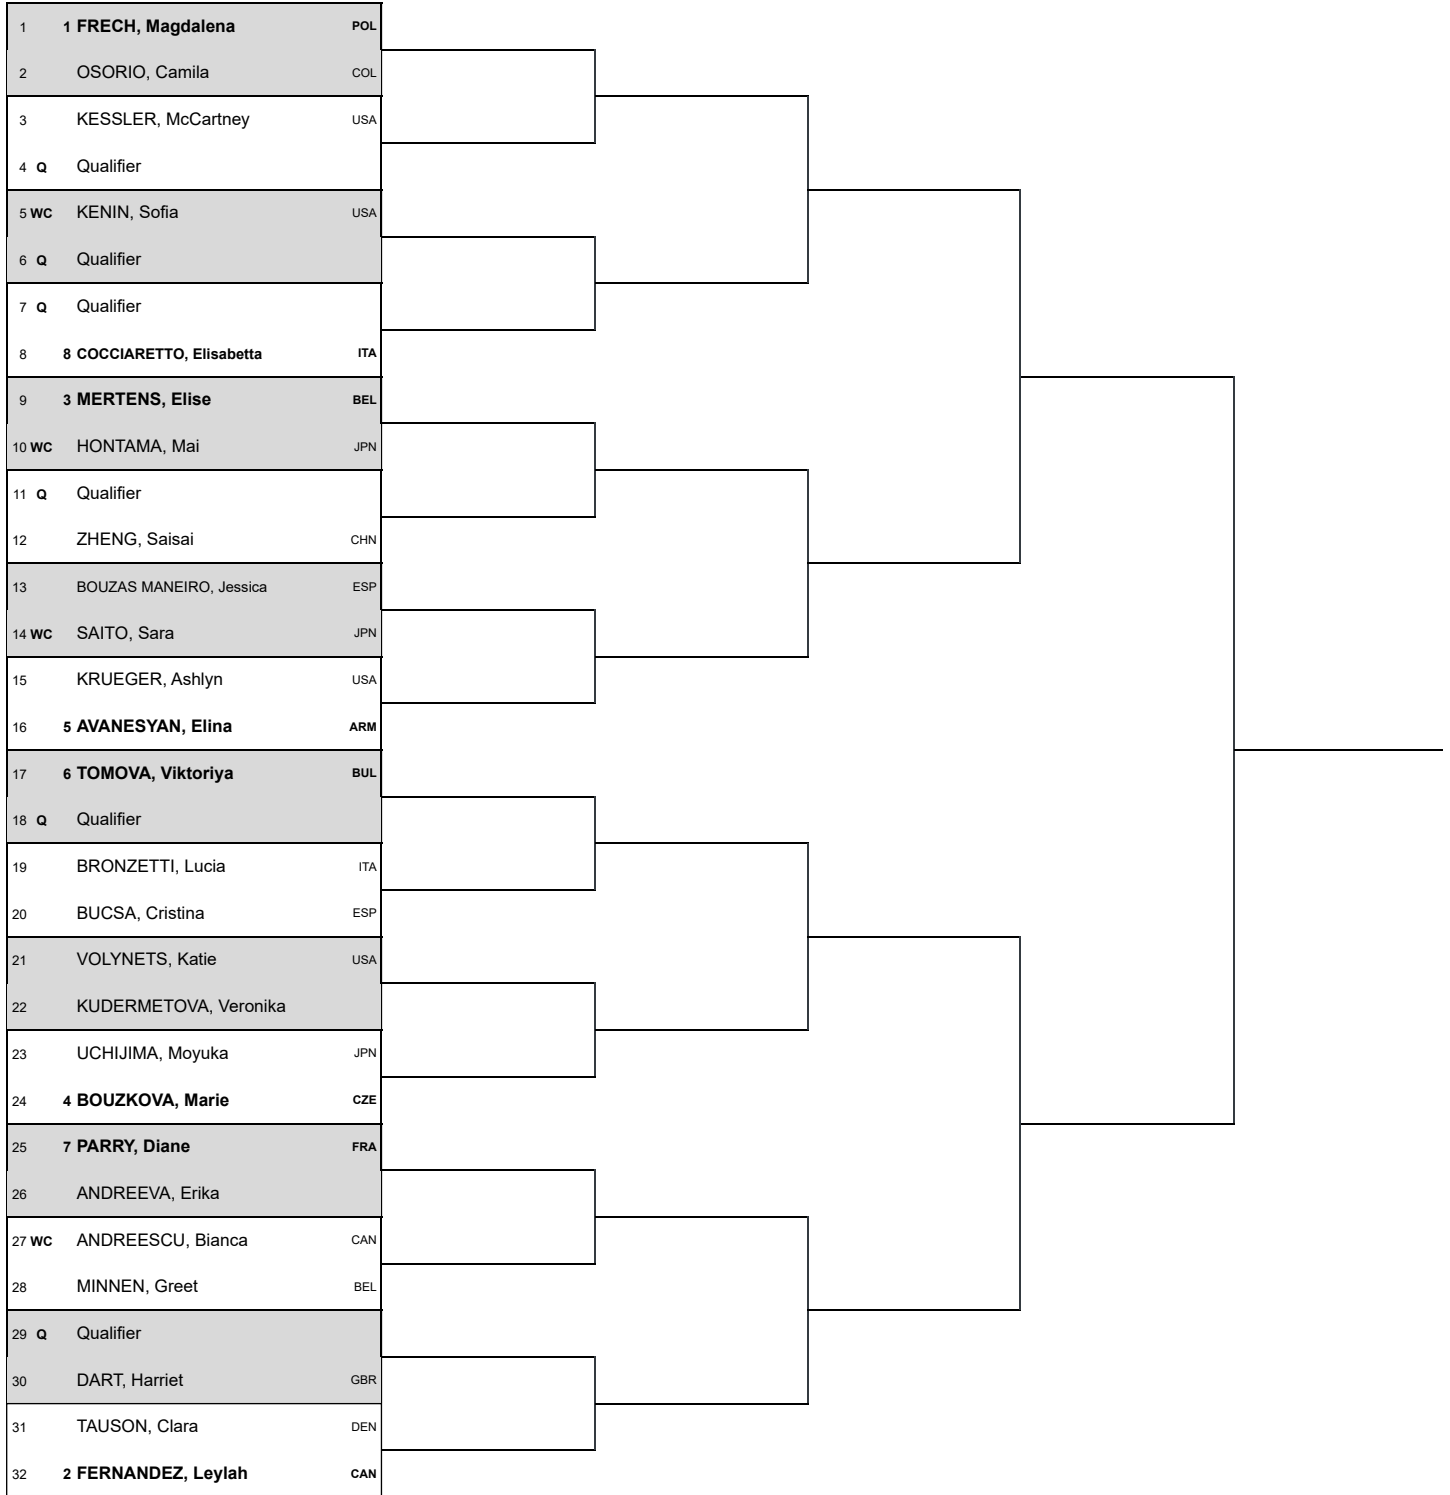 1 1 FRECH, Magdalena POL
2 OSORIO, Camila COL
3 KESSLER, McCartney USA
4 Q Qualifier
5 WC KENIN, Sofia USA
6 Q Qualifier
7 Q Qualifier
8 8 COCCIARETTO, Elisabetta ITA
9 3 MERTENS, Elise BEL
10 WC HONTAMA, Mai JPN
11 Q Qualifier
12 ZHENG, Saisai CHN
13 BOUZAS MANEIRO, Jessica ESP
14 WC SAITO, Sara JPN
15 KRUEGER, Ashlyn USA
16 5 AVANESYAN, Elina ARM
17 6 TOMOVA, Viktoriya BUL
18 Q Qualifier
19 BRONZETTI, Lucia ITA
20 BUCSA, Cristina ESP
21 VOLYNETS, Katie USA
22 KUDERMETOVA, Veronika
23 UCHIJIMA, Moyuka JPN
24 4 BOUZKOVA, Marie CZE
25 7 PARRY, Diane FRA
26 ANDREEVA, Erika
27 WC ANDREESCU, Bianca CAN
28 MINNEN, Greet BEL
29 Q Qualifier
30 DART, Harriet GBR
31 TAUSON, Clara DEN
32 2 FERNANDEZ, Leylah CAN